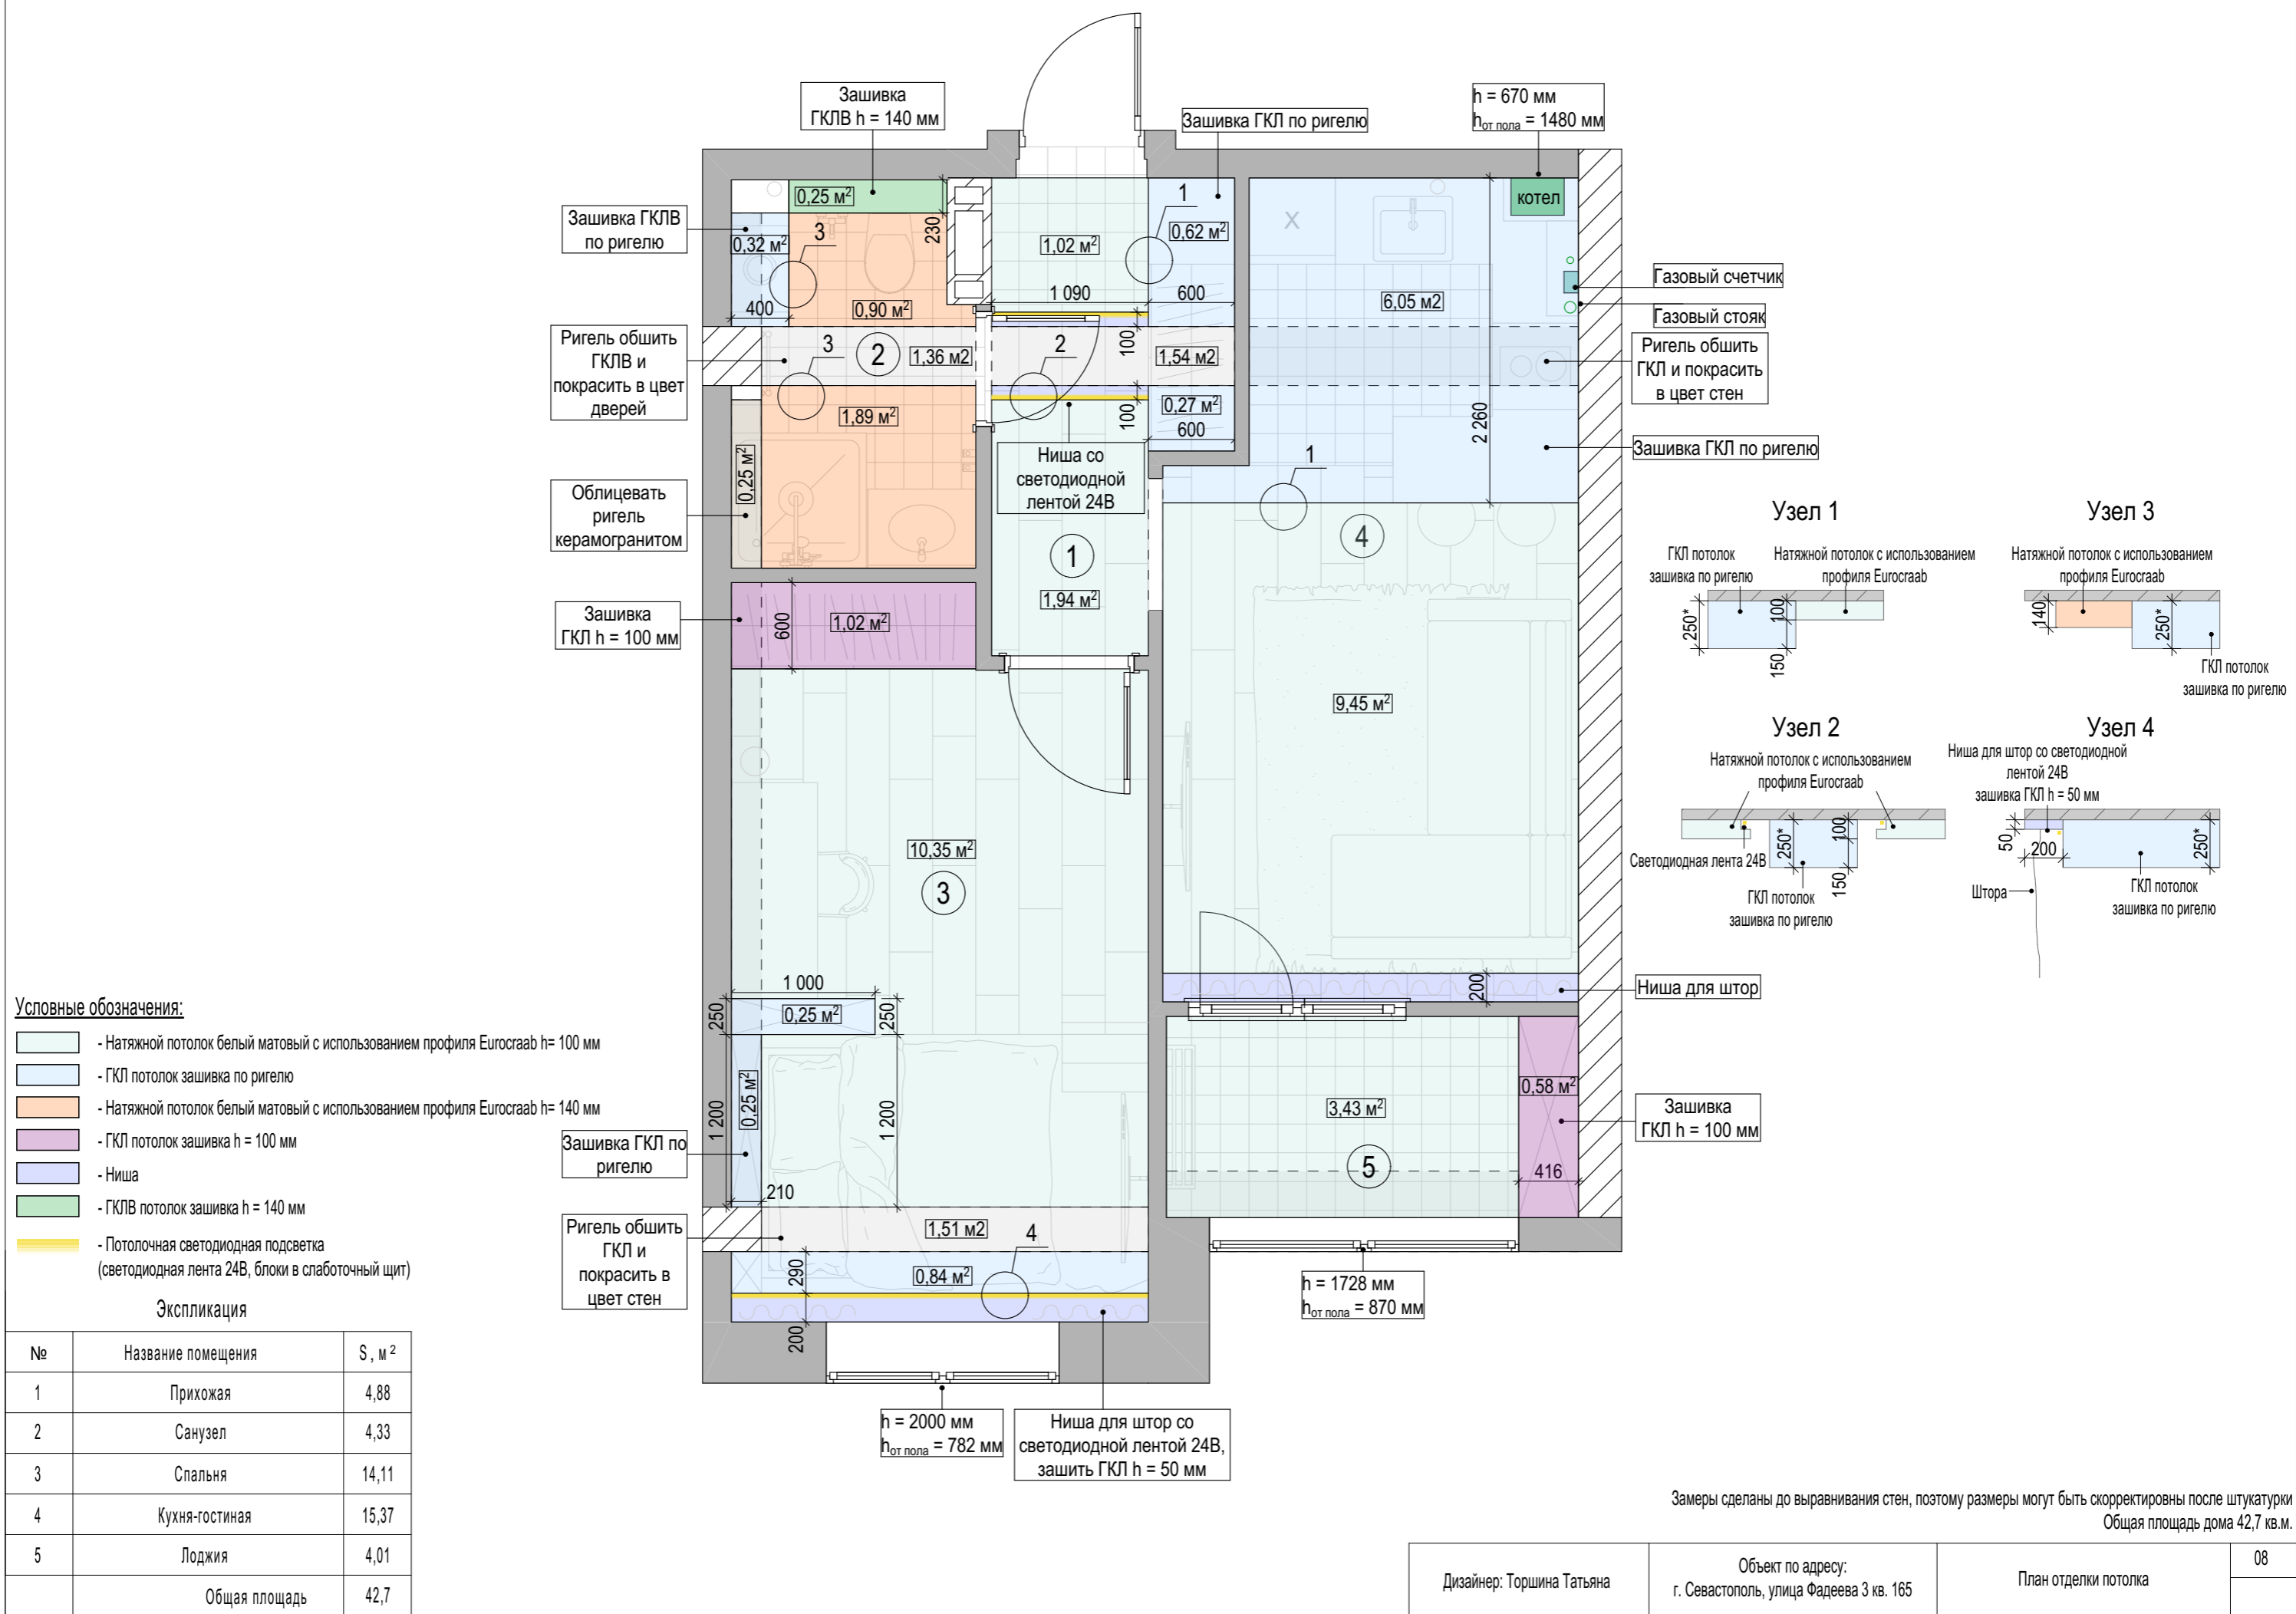 Зашивка
ГКЛВ h = 140 мм
Зашивка ГКЛ по ригелю
h = 670 мм
hот пола = 1480 мм
котел
0,25 м²
230
Зашивка ГКЛВ
по ригелю
0,32 м²
3
400
0,90 м²
1,02 м²
1
0,62 м²
1 090
600
X
6,05 м2
Газовый счетчик
Газовый стояк
Ригель обшить
ГКЛВ и
покрасить в цвет
дверей
3
2
1,36 м2
2
100
1,54 м2
Ригель обшить
ГКЛ и покрасить
в цвет стен
1,89 м²
100
0,27 м²
600
2 260
Зашивка ГКЛ по ригелю
0,25 м²
Ниша со
светодиодной
лентой 24В
1
Облицевать
ригель
керамогранитом
1
1,94 м²
4
Зашивка
ГКЛ h = 100 мм
600
1,02 м²
9,45 м²
10,35 м²
3
1 000
250
0,25 м²
250
1 200
0,25 м²
1 200
210
Зашивка ГКЛ по
ригелю
200
Ниша для штор
3,43 м²
0,58 м²
416
5
Зашивка
ГКЛ h = 100 мм
Ригель обшить
ГКЛ и
покрасить в
цвет стен
1,51 м2
4
290
0,84 м²
200
h = 1728 мм
hот пола = 870 мм
h = 2000 мм
hот пола = 782 мм
Ниша для штор со
светодиодной лентой 24В,
зашить ГКЛ h = 50 мм
Узел 1
ГКЛ потолок
зашивка по ригелю
Натяжной потолок с использованием
профиля Eurocraab
250*
100
150
Узел 3
Натяжной потолок с использованием
профиля Eurocraab
140
250*
ГКЛ потолок
зашивка по ригелю
Узел 2
Натяжной потолок с использованием
профиля Eurocraab
Светодиодная лента 24В
250*
100
150
ГКЛ потолок
зашивка по ригелю
Узел 4
Ниша для штор со светодиодной
лентой 24В
зашивка ГКЛ h = 50 мм
50
200
250*
Штора
ГКЛ потолок
зашивка по ригелю
Условные обозначения:
- Натяжной потолок белый матовый с использованием профиля Eurocraab h= 100 мм
- ГКЛ потолок зашивка по ригелю
- Натяжной потолок белый матовый с использованием профиля Eurocraab h= 140 мм
- ГКЛ потолок зашивка h = 100 мм
- Ниша
- ГКЛВ потолок зашивка h = 140 мм
- Потолочная светодиодная подсветка
(светодиодная лента 24В, блоки в слаботочный щит)
Экспликация
№ Название помещения S , м ²
1 Прихожая 4,88
2 Санузел 4,33
3 Спальня 14,11
4 Кухня-гостиная 15,37
5 Лоджия 4,01
Общая площадь 42,7
Замеры сделаны до выравнивания стен, поэтому размеры могут быть скорректировны после штукатурки
Общая площадь дома 42,7 кв.м.
Дизайнер: Торшина Татьяна
Объект по адресу:
г. Севастополь, улица Фадеева 3 кв. 165
План отделки потолка
08